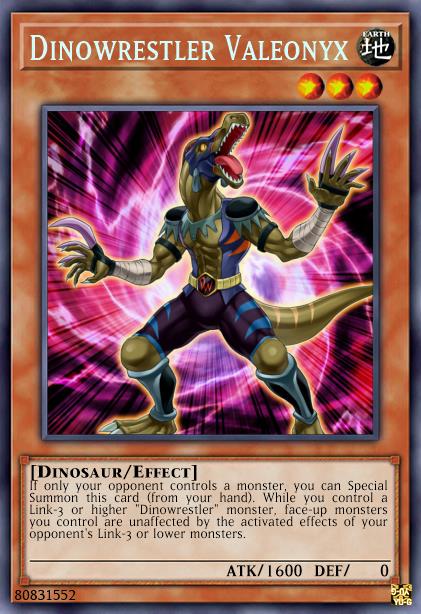 Dinowrestler Valeonyx
EARTH
地
[Dinosaur/Effect]
If only your opponent controls a monster, you can Special
Summon this card (from your hand). While you control a
Link-3 or higher "Dinowrestler" monster, face-up monsters
you control are unaffected by the activated effects of your
opponent's Link-3 or lower monsters.
ATK/1600 DEF/ 0
80831552